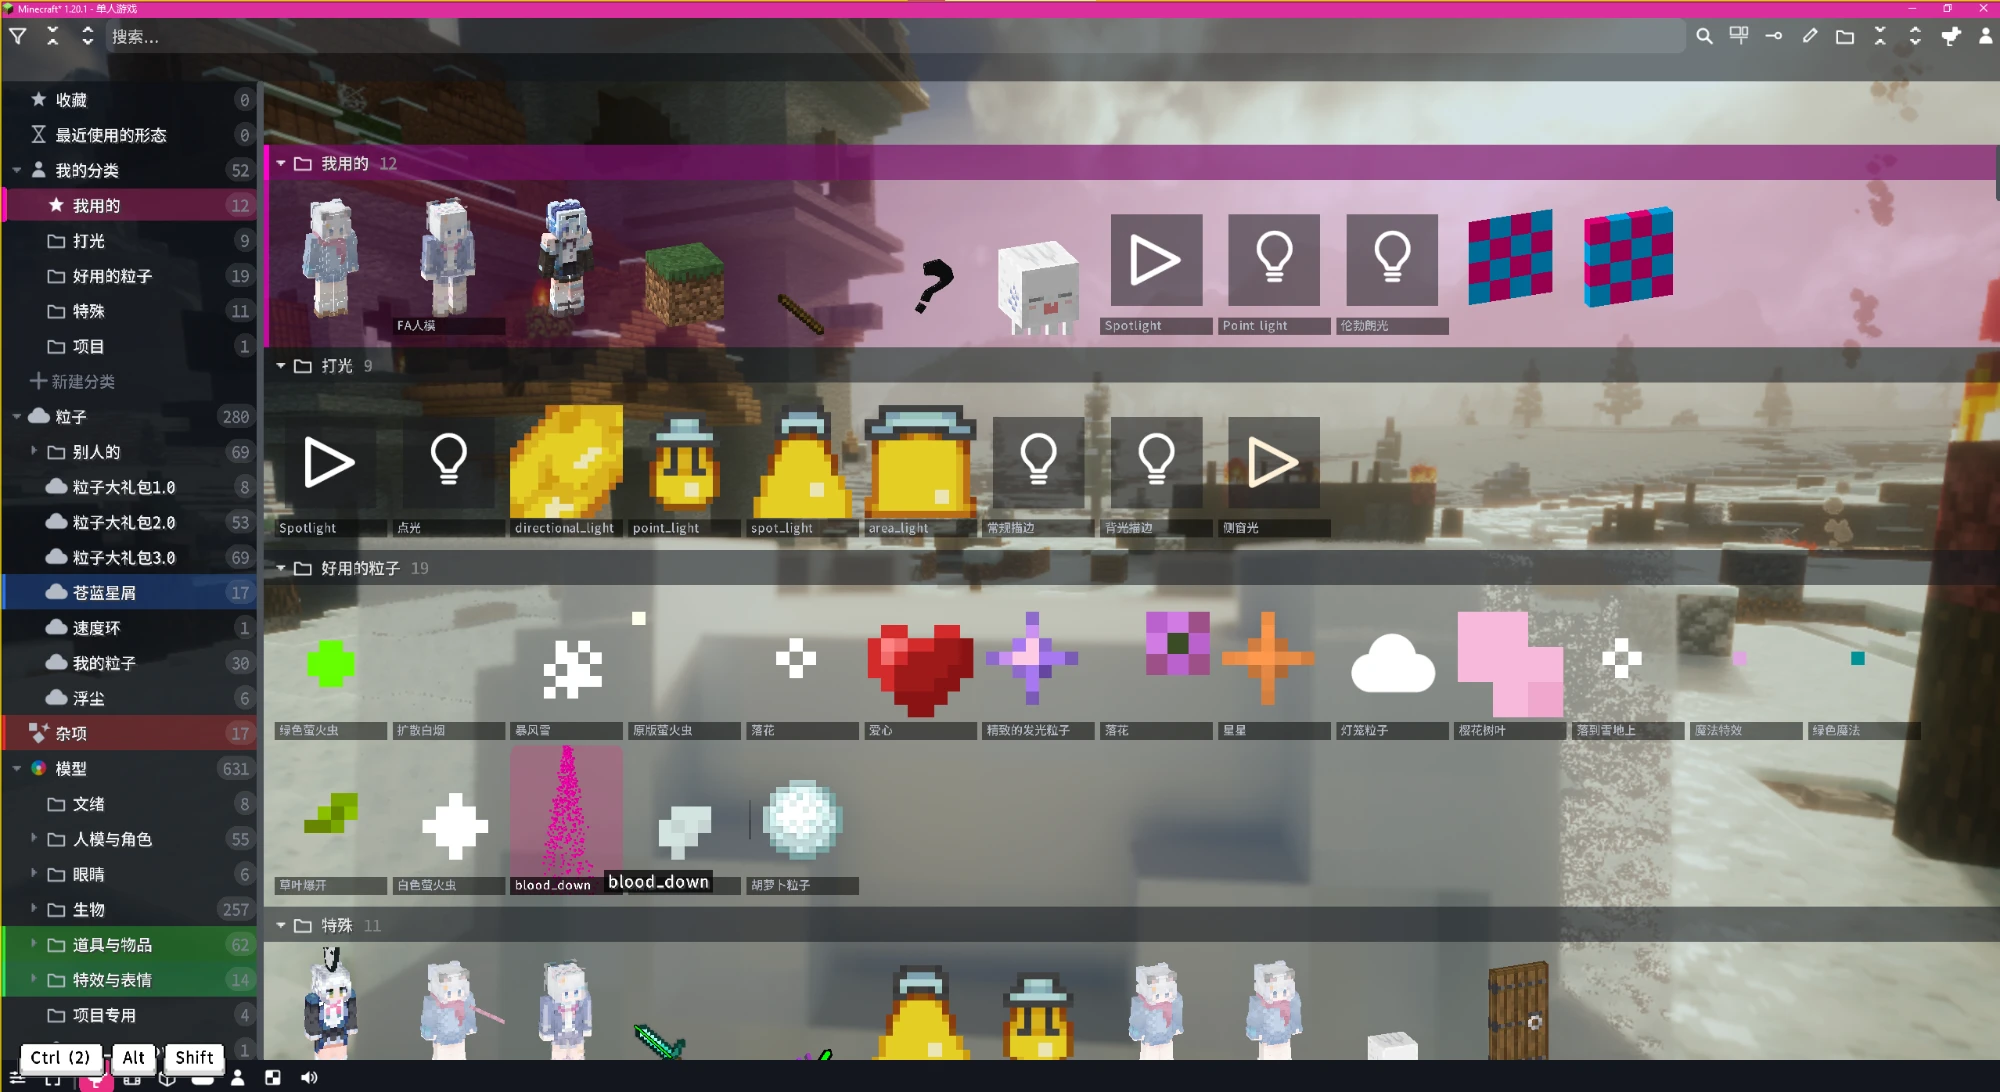 Minecraft* 1.20.1 - 单人游戏
搜索...
收藏 0
最近使用的形态 0
我的分类 52
我用的 12
打光 9
好用的粒子 19
特殊 11
项目 1
新建分类
粒子 280
别人的 69
粒子大礼包1.0 8
粒子大礼包2.0 53
粒子大礼包3.0 69
苍蓝星屑 17
速度环 1
我的粒子 30
浮尘 6
杂项 17
模型 631
文绪 8
人模与角色 55
眼睛 6
生物 257
道具与物品 62
特效与表情 14
项目专用 4
1
Ctrl (2) Alt Shift
我用的 12
FA人模 Spotlight Point light 伦勃朗光
打光 9
Spotlight 点光 directional_light point_light spot_light area_light 常规描边 背光描边 侧窗光
好用的粒子 19
绿色萤火虫 扩散白烟 暴风雪 原版萤火虫 落花 爱心 精致的发光粒子 落花 星星 灯笼粒子 樱花树叶 落到雪地上 魔法特效 绿色魔法
草叶爆开 白色萤火虫 blood_down blood_down 胡萝卜粒子
特殊 11